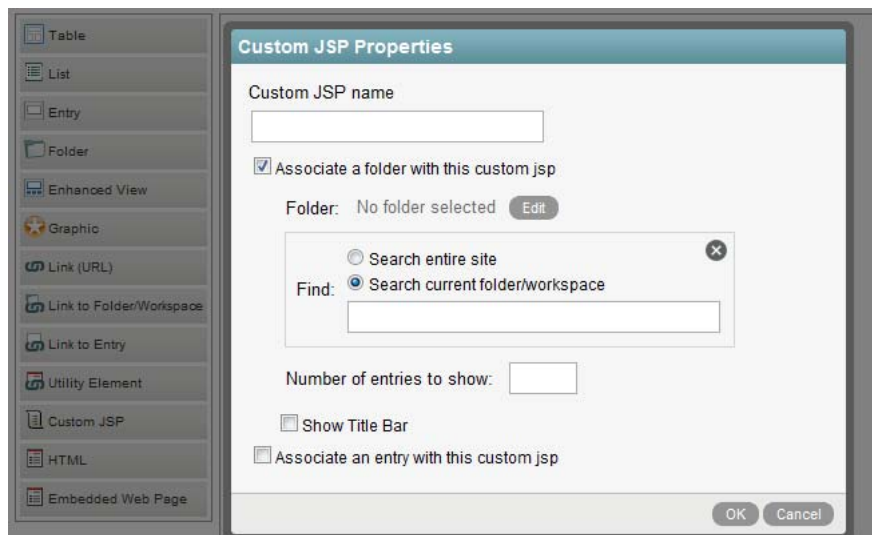 Table
List
Entry
Folder
Enhanced View
Graphic
Link (URL)
Link to Folder/Workspace
Link to Entry
Utility Element
Custom JSP
HTML
Embedded Web Page
Custom JSP Properties
Custom JSP name
Associate a folder with this custom jsp
Folder: No folder selected Edit
Search entire site
Find: Search current folder/workspace
Number of entries to show:
Show Title Bar
Associate an entry with this custom jsp
OK Cancel